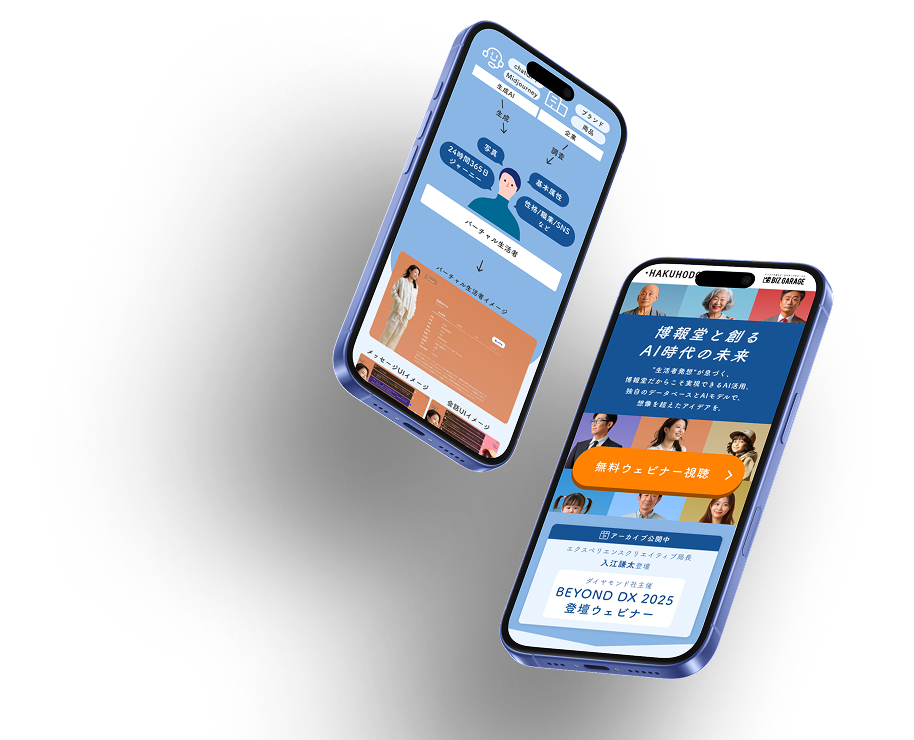 Midjourney
生成AI
ブランド
商品
企業
生成
調査
写真
24時間365日
ジャーニー
基本属性
性格/職業/SNS
など
バーチャル生活者
バーチャル生活者イメージ
メッセージUIイメージ
会話UIイメージ
HAKUHODO
BIZ GARAGE
博報堂と創る
AI時代の未来
"生活者発想"が息づく、
博報堂だからこそ実現できるAI活用。
独自のデータベースとAIモデルで、
想像を超えたアイデアを。
無料ウェビナー視聴
アーカイブ公開中
エクスペリエンスクリエイティブ局長
入江謙太登壇
ダイヤモンド社主催
BEYOND DX 2025
登壇ウェビナー